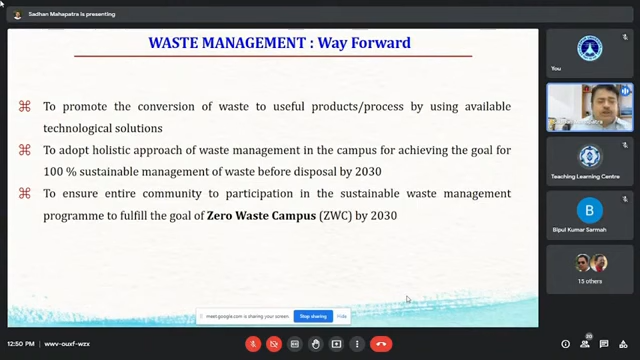 Sadhan Mahapatra is presenting
WASTE MANAGEMENT : Way Forward
To promote the conversion of waste to useful products/process by using available
technological solutions
To adopt holistic approach of waste management in the campus for achieving the goal for
100 % sustainable management of waste before disposal by 2030
To ensure entire community to participation in the sustainable waste management
programme to fulfill the goal of Zero Waste Campus (ZWC) by 2030
You
Teaching Learning Centre
B
Bipul Kumar Sarmah
15 others
meet.google.com is sharing your screen.
Stop sharing
Hide
12:50 PM
wwv-ouxf-wzx